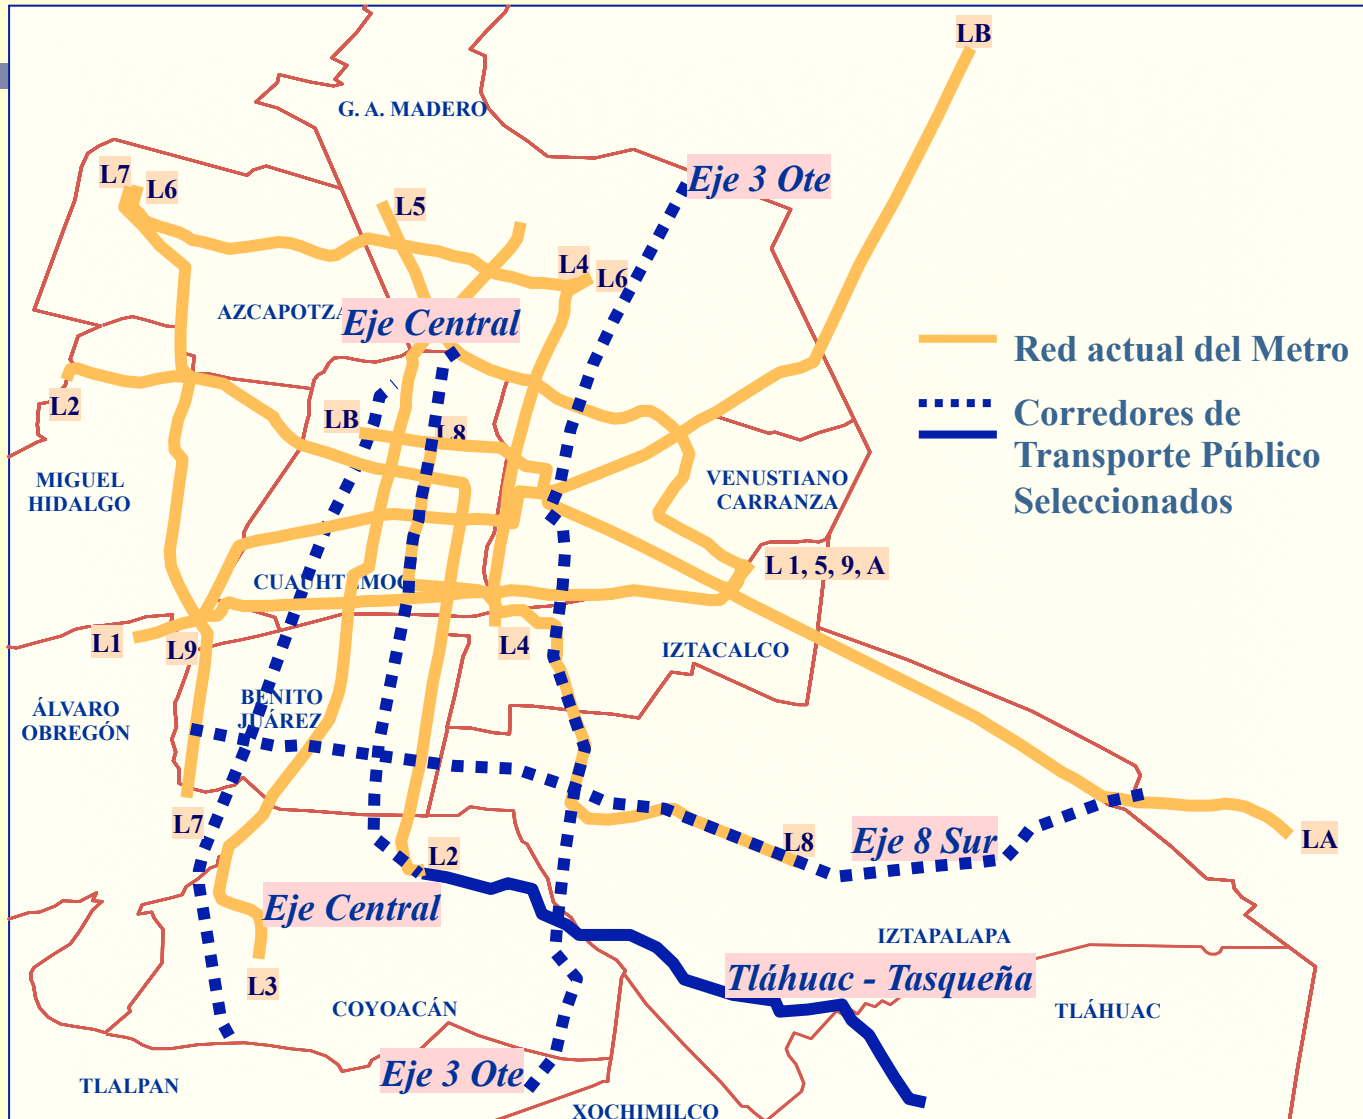 LB
G. A. MADERO
Eje 3 Ote
L7
L6
L5
L4
L6
AZCAPOTZA
Eje Central
Red actual del Metro
L2
LB
L8
Corredores de
Transporte Público
Seleccionados
MIGUEL
HIDALGO
VENUSTIANO
CARRANZA
L 1, 5, 9, A
CUAUHTEMOC
L1
L9
L4
IZTACALCO
ÁLVARO
OBREGÓN
BENITO
JUÁREZ
L7
L2
L8
Eje 8 Sur
LA
Eje Central
IZTAPALAPA
L3
Tláhuac - Tasqueña
COYOACÁN
TLÁHUAC
Eje 3 Ote
TLALPAN
XOCHIMILCO